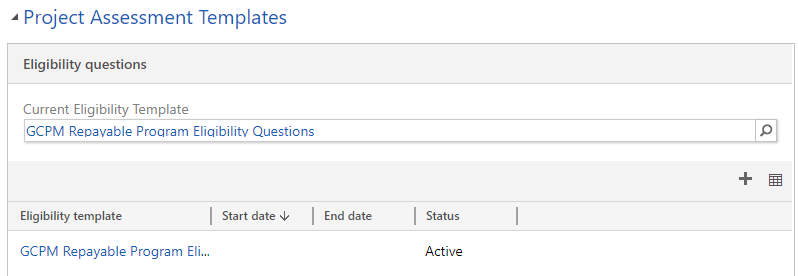 Project Assessment Templates
Eligibility questions
Current Eligibility Template
GCPM Repayable Program Eligibility Questions
Eligibility template Start date End date Status
GCPM Repayable Program Eli... Active